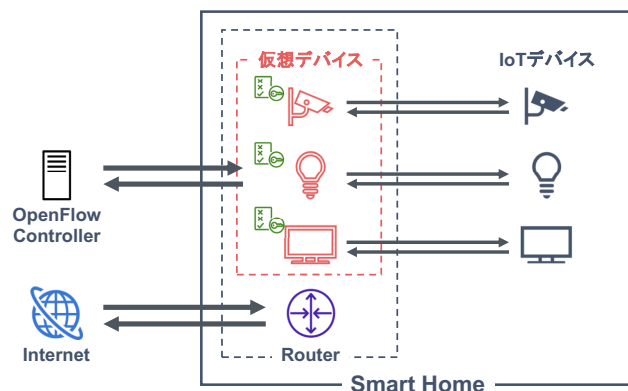 仮想デバイス
IoTデバイス
OpenFlow
Controller
Internet
Router
Smart Home